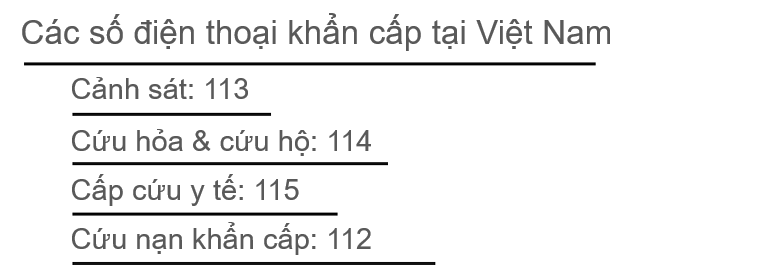 Các số điện thoại khẩn cấp tại Việt Nam
Cảnh sát: 113
Cứu hỏa & cứu hộ: 114
Cấp cứu y tế: 115
Cứu nạn khẩn cấp: 112